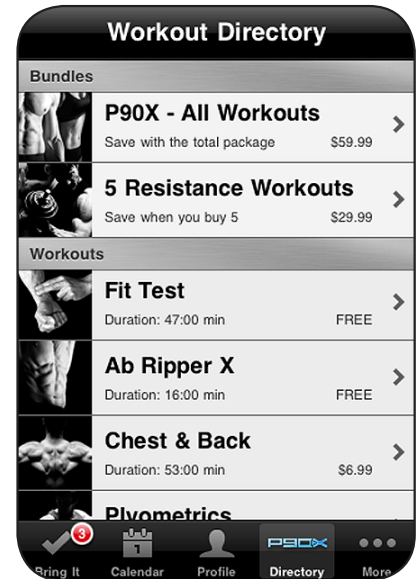 Workout Directory
Bundles
P90X - All Workouts
Save with the total package $59.99
5 Resistance Workouts
Save when you buy 5 $29.99
Workouts
Fit Test
Duration: 47:00 min FREE
Ab Ripper X
Duration: 16:00 min FREE
Chest & Back
Duration: 53:00 min $6.99
Plyometrics
3
1
P90X
Bring It Calendar Profile Directory More